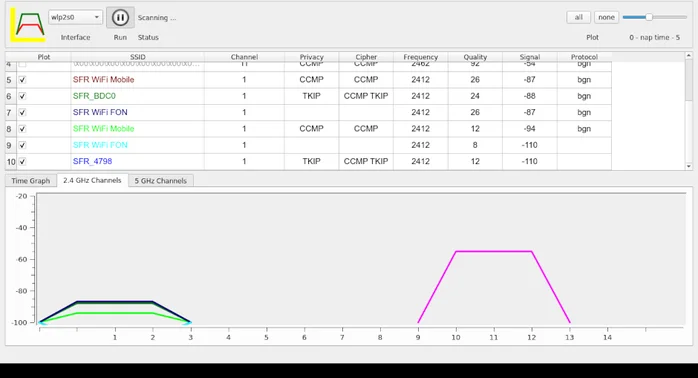 wlp2s0 Scanning ... all none
Interface Run Status Plot 0 - nap time - 5
Plot SSID Channel Privacy Cipher Frequency Quality Signal Protocol
4 11 CCMP CCMP 2462 92 -54 bgn
5 SFR WiFi Mobile 1 CCMP CCMP 2412 26 -87 bgn
6 SFR_BDC0 1 TKIP CCMP TKIP 2412 24 -88 bgn
7 SFR WiFi FON 1 2412 26 -87 bgn
8 SFR WiFi Mobile 1 CCMP CCMP 2412 12 -94 bgn
9 SFR WiFi FON 1 2412 8 -110
10 SFR_4798 1 TKIP CCMP TKIP 2412 12 -110
Time Graph 2.4 GHz Channels 5 GHz Channels
-20
-40
-60
-80
-100
1 2 3 4 5 6 7 8 9 10 11 12 13 14